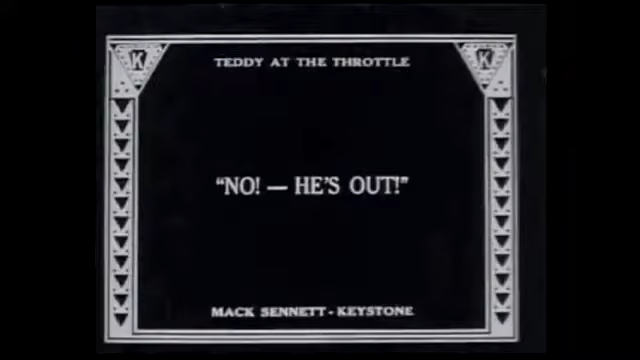 K K
TEDDY AT THE THROTTLE
"NO! — HE'S OUT!"
MACK SENNETT - KEYSTONE